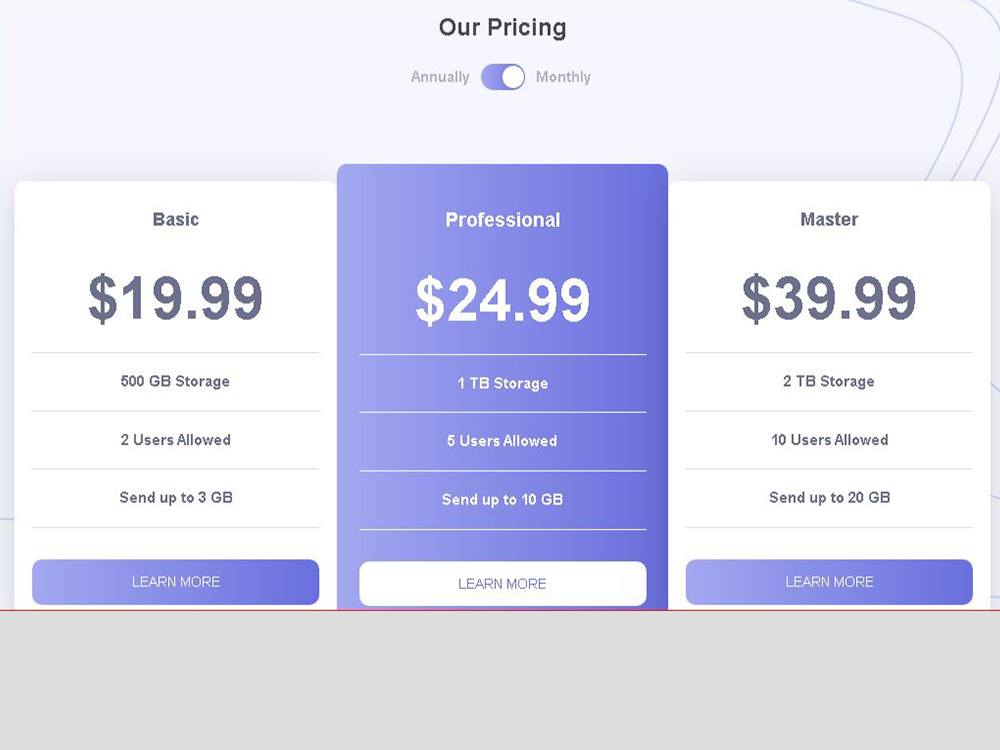 Our Pricing
Annually Monthly
Basic
$19.99
500 GB Storage
2 Users Allowed
Send up to 3 GB
LEARN MORE
Professional
$24.99
1 TB Storage
5 Users Allowed
Send up to 10 GB
LEARN MORE
Master
$39.99
2 TB Storage
10 Users Allowed
Send up to 20 GB
LEARN MORE